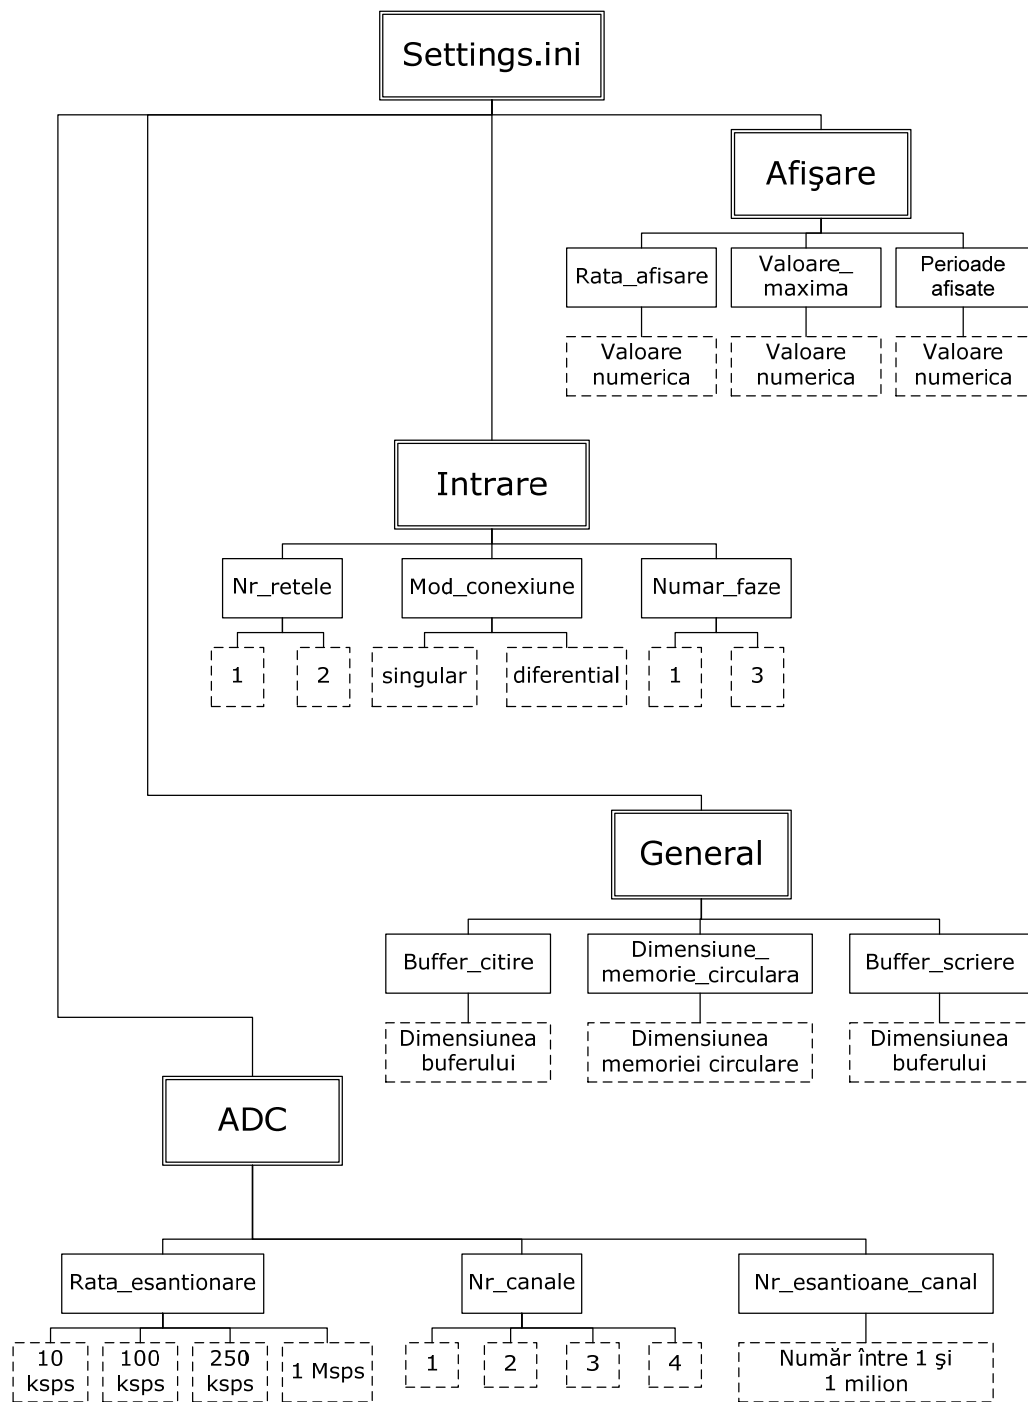 Settings.ini
Afişare
Rata_afisare
Valoare_
maxima
Perioade
afisate
Valoare
numerica
Valoare
numerica
Valoare
numerica
Intrare
Nr_retele
Mod_conexiune
Numar_faze
1
2
singular
diferential
1
3
General
Buffer_citire
Dimensiune_
memorie_circulara
Buffer_scriere
Dimensiunea
buferului
Dimensiunea
memoriei circulare
Dimensiunea
buferului
ADC
Rata_esantionare
Nr_canale
Nr_esantioane_canal
10
ksps
100
ksps
250
ksps
1 Msps
1
2
3
4
Număr între 1 şi
1 milion